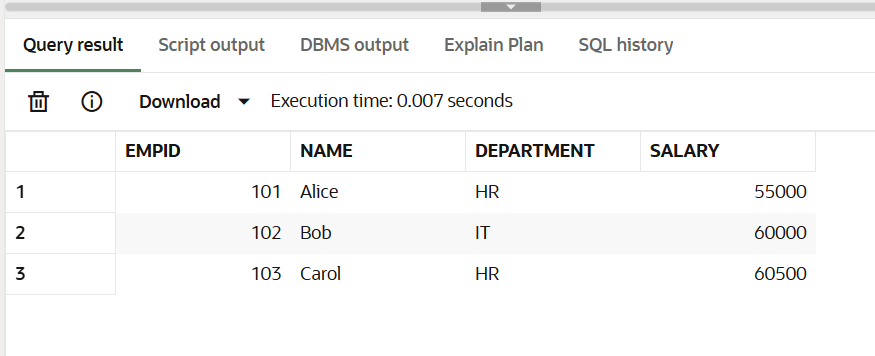 Query result Script output DBMS output Explain Plan SQL history
Download Execution time: 0.007 seconds
EMPID NAME DEPARTMENT SALARY
1 101 Alice HR 55000
2 102 Bob IT 60000
3 103 Carol HR 60500